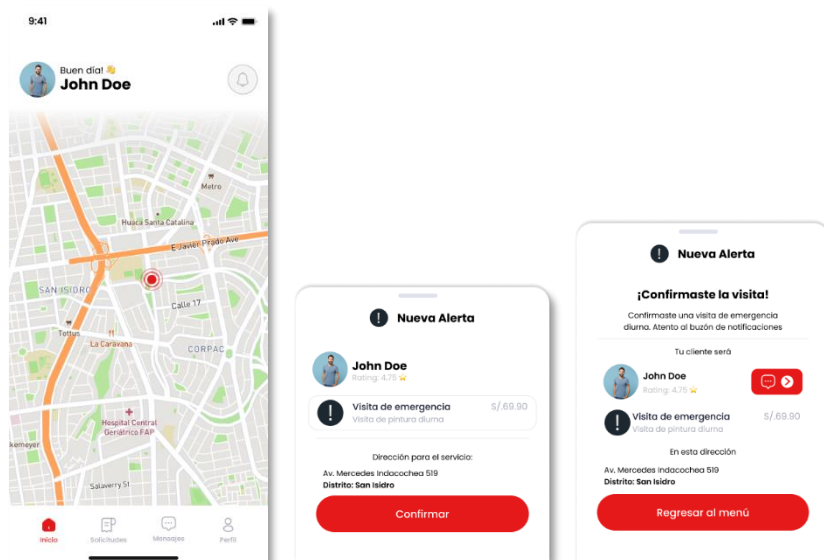 9:41
Buen día! 👋
John Doe
Metro
Huaca Santa Catalina
E Javier Prado Ave
SAN ISIDRO
Calle 17
Tottus
La Caravana
CORPAC
Hospital Central
Geriátrico FAP
kemeyer
Salaverry St
Inicio
Solicitudes
Mensajes
Perfil
Nueva Alerta
John Doe
Rating: 4.75 ⭐
Visita de emergencia S/.69.90
Visita de pintura diurna
Dirección para el servicio:
Av. Mercedes Indacochea 519
Distrito: San Isidro
Confirmar
Nueva Alerta
¡Confirmaste la visita!
Confirmaste una visita de emergencia
diurna. Atento al buzón de notificaciones
Tu cliente será
John Doe
Rating: 4.75 ⭐
Visita de emergencia S/.69.90
Visita de pintura diurna
En esta dirección
Av. Mercedes Indacochea 519
Distrito: San Isidro
Regresar al menú